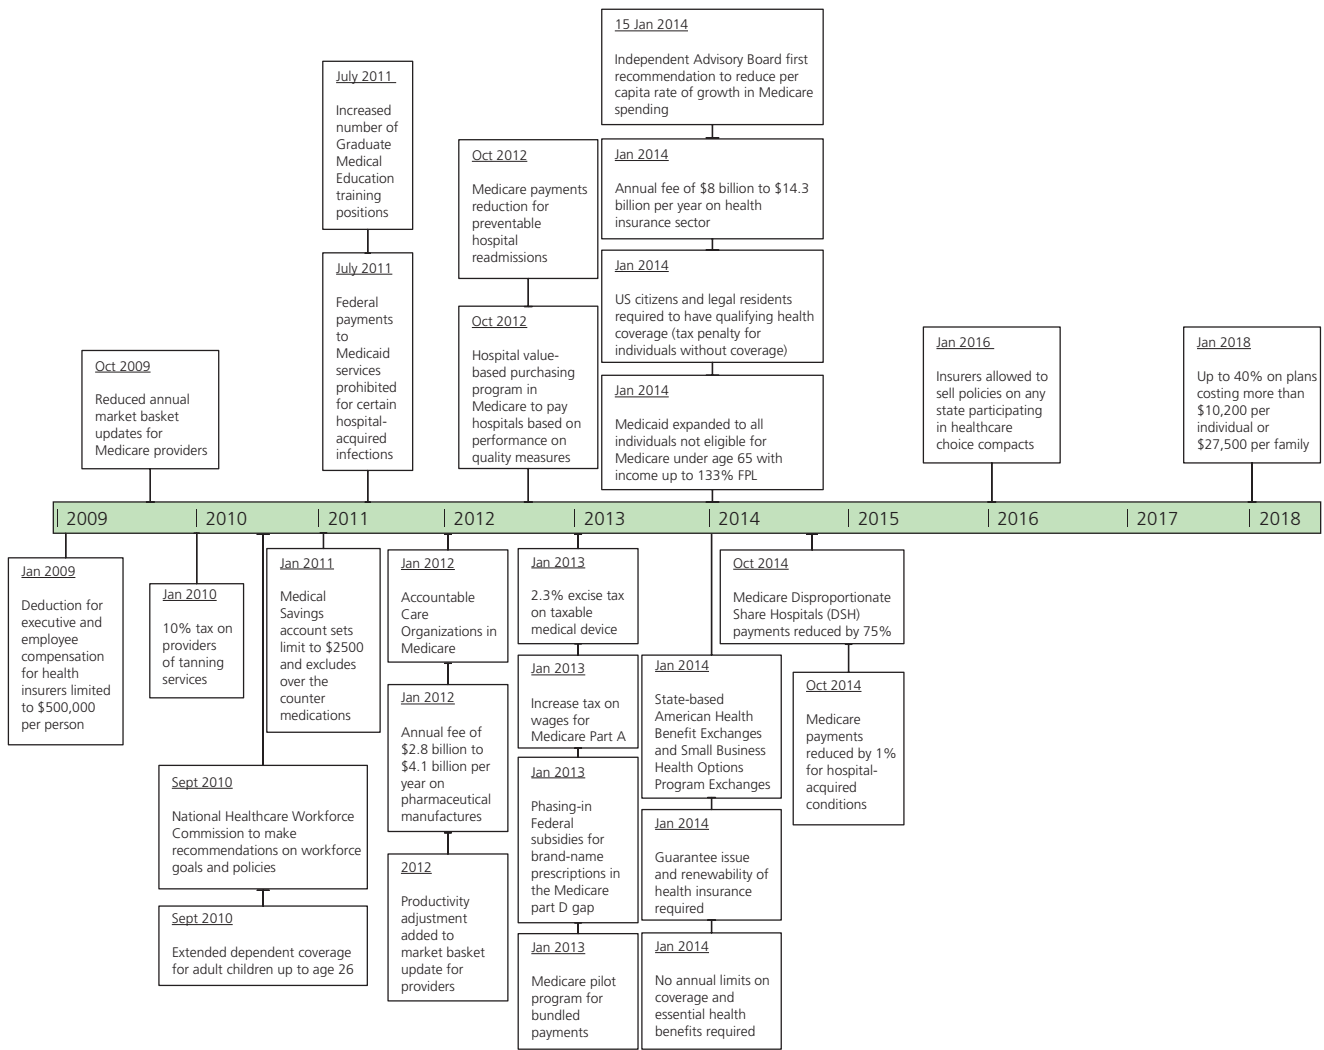 15 Jan 2014
Independent Advisory Board first
recommendation to reduce per
capita rate of growth in Medicare
spending
July 2011
Increased
number of
Graduate
Medical
Education
training
positions
Oct 2012
Medicare payments
reduction for
preventable
hospital
readmissions
Jan 2014
Annual fee of $8 billion to $14.3
billion per year on health
insurance sector
July 2011
Federal
payments
to
Medicaid
services
prohibited
for certain
hospital-
acquired
infections
Jan 2014
US citizens and legal residents
required to have qualifying health
coverage (tax penalty for
individuals without coverage)
Oct 2012
Hospital value-
based purchasing
program in
Medicare to pay
hospitals based on
performance on
quality measures
Jan 2014
Medicaid expanded to all
individuals not eligible for
Medicare under age 65 with
income up to 133% FPL
Oct 2009
Reduced annual
market basket
updates for
Medicare providers
Jan 2016
Insurers allowed to
sell policies on any
state participating
in healthcare
choice compacts
Jan 2018
Up to 40% on plans
costing more than
$10,200 per
individual or
$27,500 per family
2009
2010
2011
2012
2013
2014
2015
2016
2017
2018
Jan 2009
Deduction for
executive and
employee
compensation
for health
insurers limited
to $500,000
per person
Jan 2010
10% tax on
providers
of tanning
services
Sept 2010
National Healthcare Workforce
Commission to make
recommendations on workforce
goals and policies
Sept 2010
Extended dependent coverage
for adult children up to age 26
Jan 2011
Medical
Savings
account sets
limit to $2500
and excludes
over the
counter
medications
Jan 2012
Accountable
Care
Organizations in
Medicare
Jan 2012
Annual fee of
$2.8 billion to
$4.1 billion per
year on
pharmaceutical
manufactures
2012
Productivity
adjustment
added to
market basket
update for
providers
Jan 2013
2.3% excise tax
on taxable
medical device
Jan 2013
Increase tax on
wages for
Medicare Part A
Jan 2013
Phasing-in
Federal
subsidies for
brand-name
prescriptions in
the Medicare
part D gap
Jan 2013
Medicare pilot
program for
bundled
payments
Jan 2014
State-based
American Health
Benefit Exchanges
and Small Business
Health Options
Program Exchanges
Jan 2014
Guarantee issue
and renewability of
health insurance
required
Jan 2014
No annual limits on
coverage and
essential health
benefits required
Oct 2014
Medicare Disproportionate
Share Hospitals (DSH)
payments reduced by 75%
Oct 2014
Medicare
payments
reduced by 1%
for hospital-
acquired
conditions